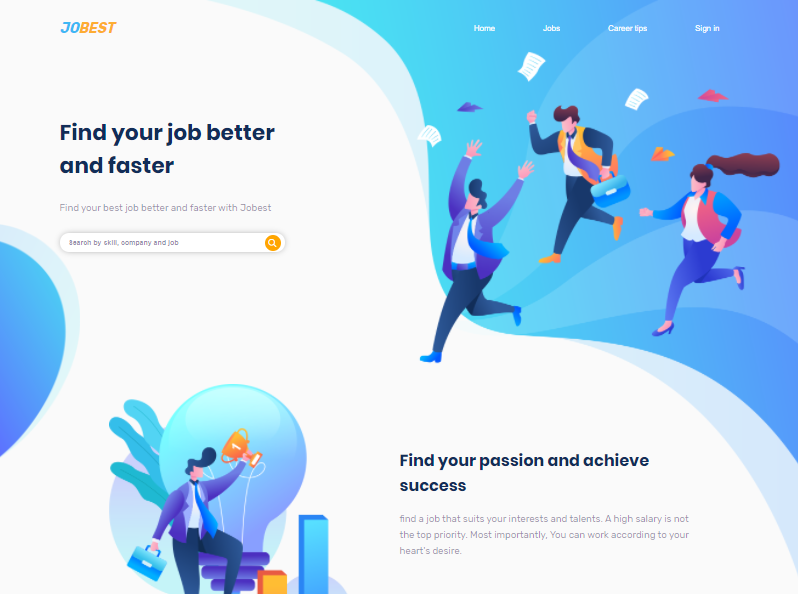 JOBEST
Home Jobs Career tips Sign in
Find your job better
and faster
Find your best job better and faster with Jobest
Search by skill, company and job
Find your passion and achieve
success
find a job that suits your interests and talents. A high salary is not
the top priority. Most importantly, You can work according to your
heart's desire.